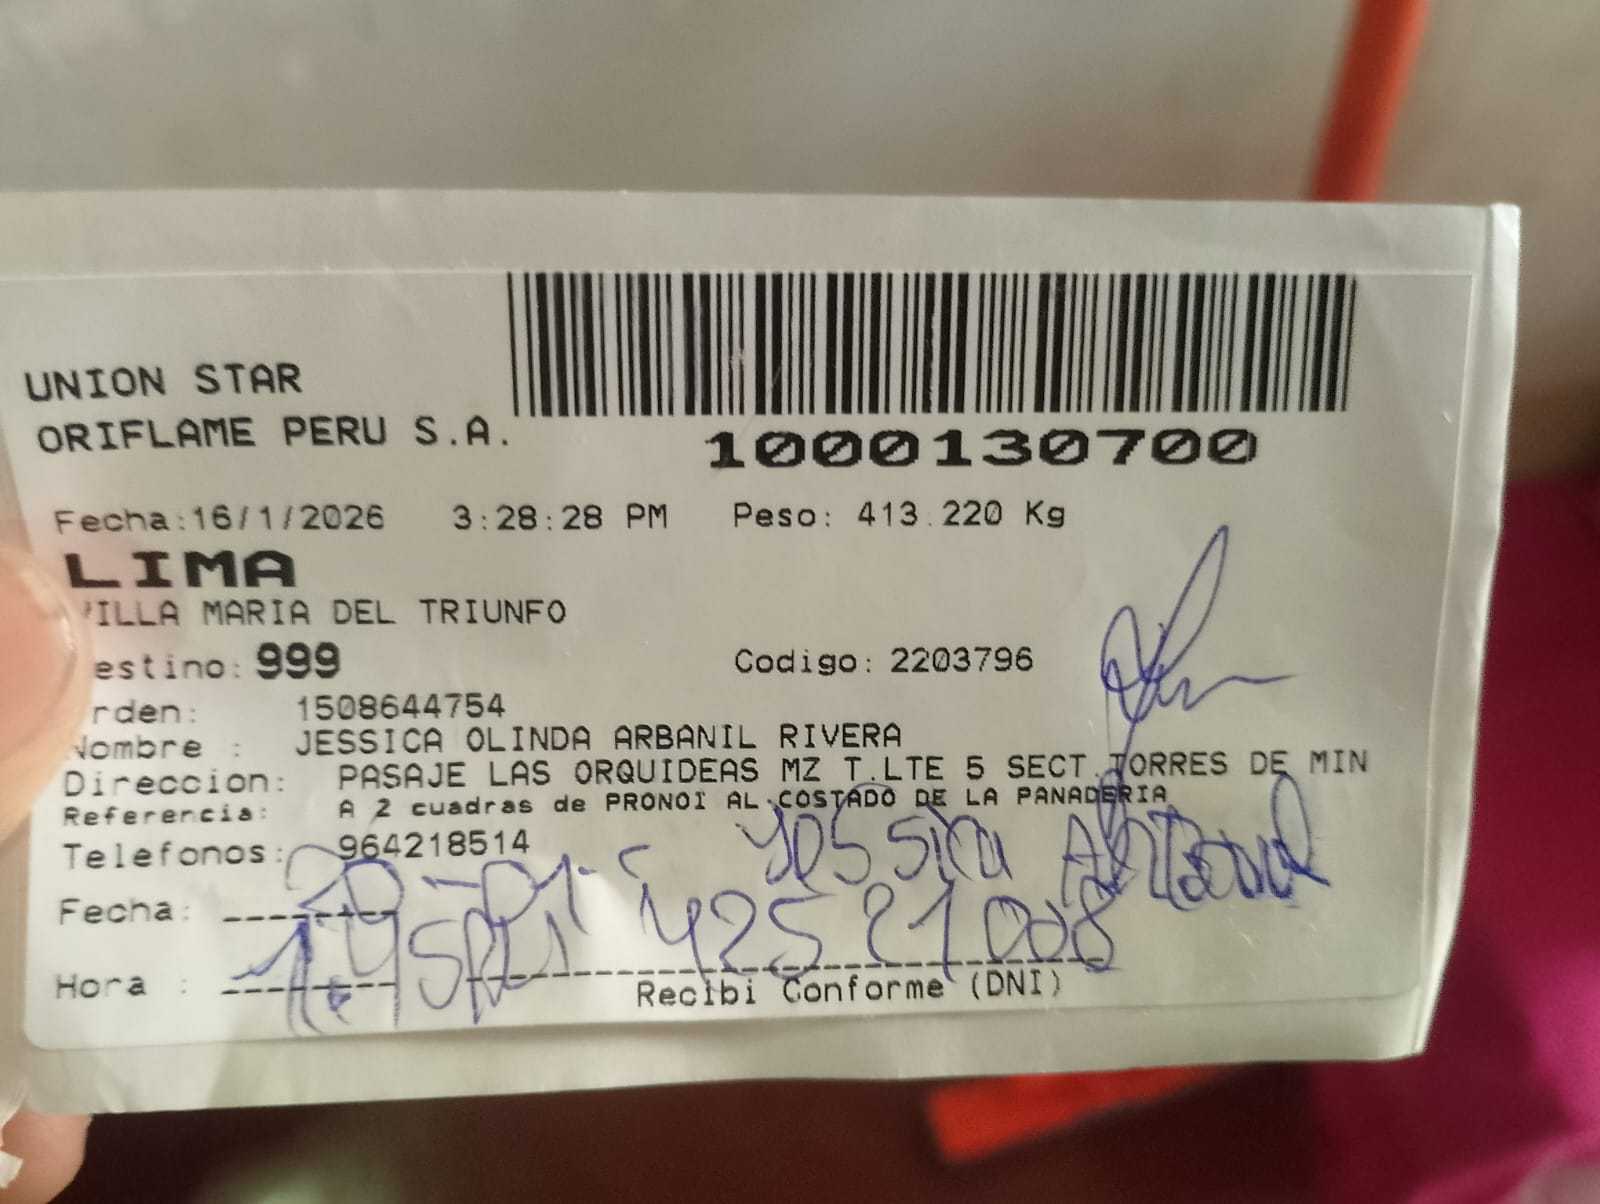 UNION STAR
ORIFLAME PERU S.A.
1000130700
Fecha:16/1/2026 3:28:28 PM Peso: 413.220 Kg
LIMA
VILLA MARIA DEL TRIUNFO
estino: 999 Codigo: 2203796
rden: 1508644754
Nombre : JESSICA OLINDA ARBANIL RIVERA
Direccion: PASAJE LAS ORQUIDEAS MZ T.LTE 5 SECT.TORRES DE MIN
Referencia: A 2 cuadras de PRONOI AL COSTADO DE LA PANADERIA
Telefonos: 964218514
Fecha:
Hora :
Recibi Conforme (DNI)